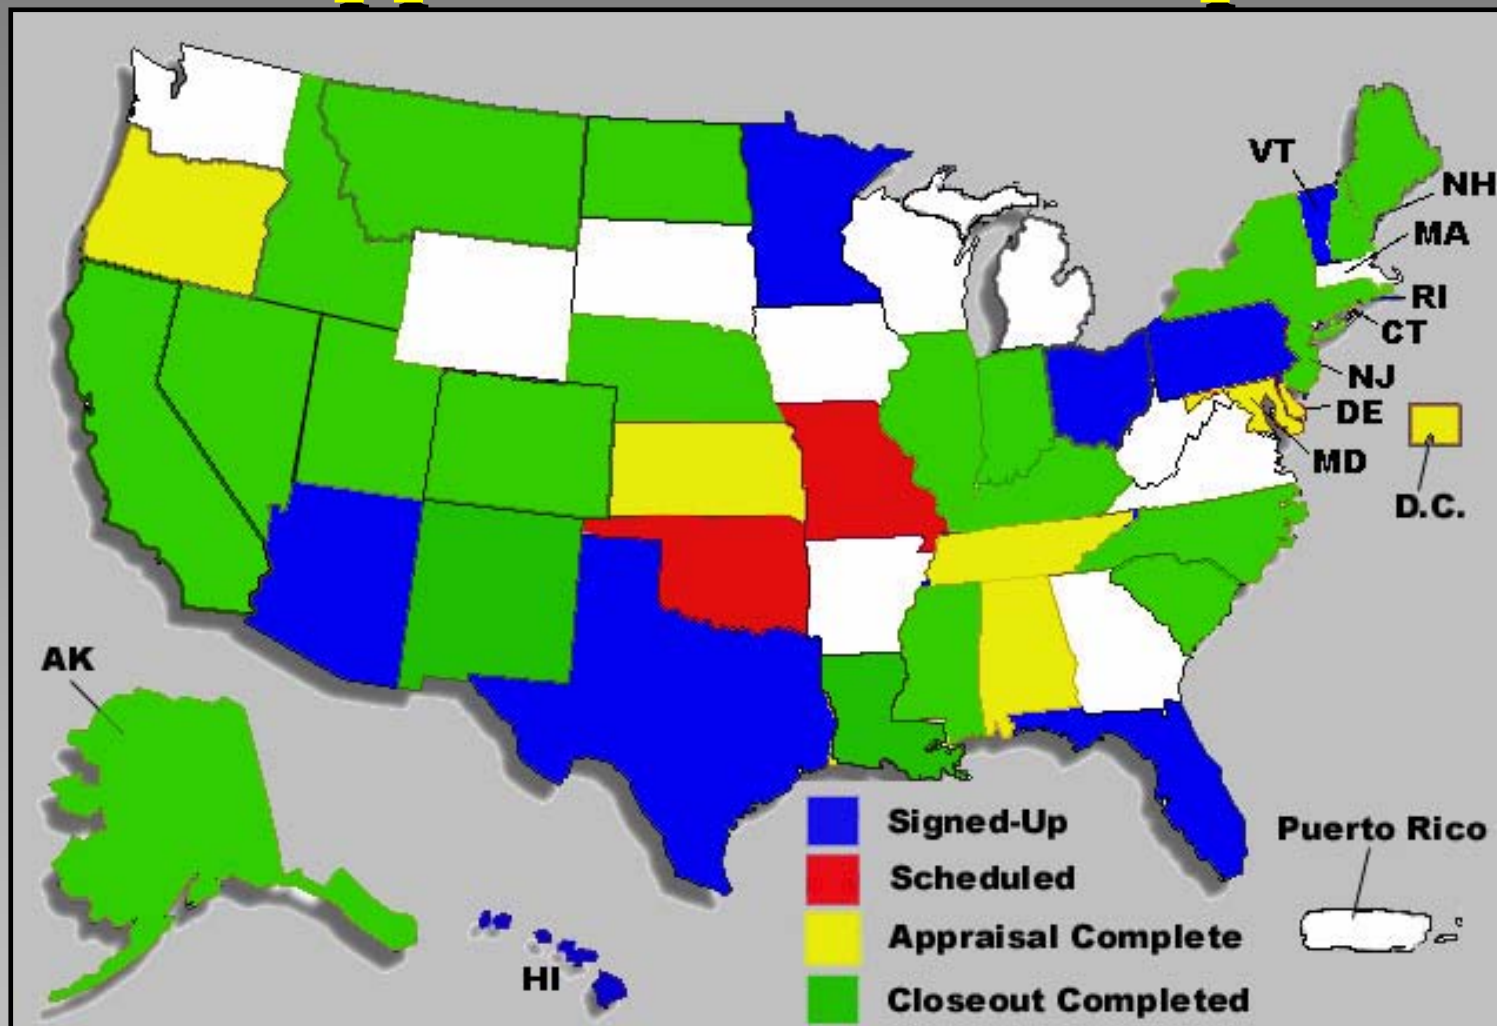 VT
NH
MA
RI
CT
NJ
DE
MD
D.C.
AK
HI
Signed-Up
Scheduled
Appraisal Complete
Closeout Completed
Puerto Rico